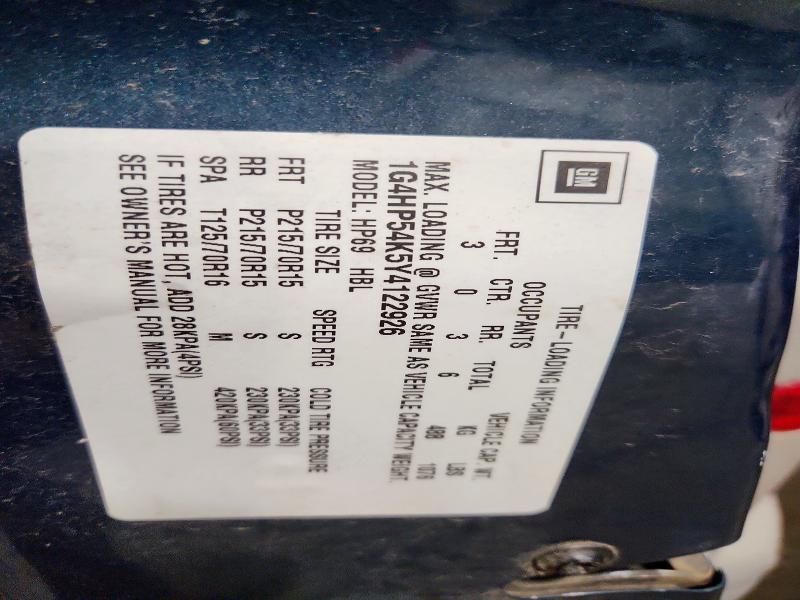 GM
TIRE-LOADING INFORMATION
OCCUPANTS VEHICLE CAP. WT.
FRT. CTR. RR. TOTAL KG LBS
3 0 3 6 488 1076
MAX. LOADING @ GVWR SAME AS VEHICLE CAPACITY WEIGHT.
1G4HP54K5Y4122926
MODEL: HP69 HBL
TIRE SIZE SPEED RTG COLD TIRE PRESSURE
FRT P215/70R15 S 230KPA(33PSI)
RR P215/70R15 S 230KPA(33PSI)
SPA T125/70R16 M 420KPA(60PSI)
IF TIRES ARE HOT, ADD 28KPA(4PSI)
SEE OWNER'S MANUAL FOR MORE INFORMATION